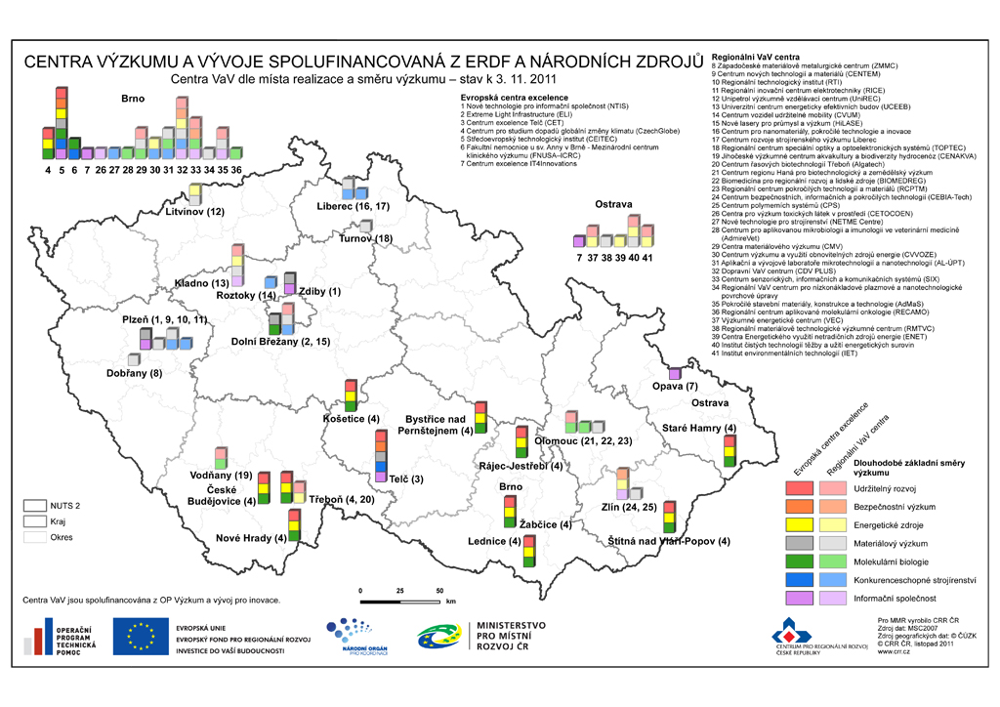 CENTRA VÝZKUMU A VÝVOJE SPOLUFINANCOVANÁ Z ERDF A NÁRODNÍCH ZDROJŮ
Centra VaV dle místa realizace a směru výzkumu – stav k 3. 11. 2011
Evropská centra excelence
1 Nové technologie pro informační společnost (NTIS)
2 Extreme Light Infrastructure (ELI)
3 Centrum excelence Telč (CET)
4 Centrum pro studium dopadů globální změny klimatu (CzechGlobe)
5 Středoevropský technologický institut (CEITEC)
6 Fakultní nemocnice u sv. Anny v Brně - Mezinárodní centrum
klinického výzkumu (FNUSA–ICRC)
7 Centrum excelence IT4Innovations
Regionální VaV centra
8 Západočeské materiálově metalurgické centrum (ZMMC)
9 Centrum nových technologií a materiálů (CENTEM)
10 Regionální technologický institut (RTI)
11 Regionální inovační centrum elektrotechniky (RICE)
12 Unipetrol výzkumně vzdělávací centrum (UniREC)
13 Univerzitní centrum energeticky efektivních budov (UCEEB)
14 Centrum vozidel udržitelné mobility (CVUM)
15 Nové lasery pro průmysl a výzkum (HiLASE)
16 Centrum pro nanomateriály, pokročilé technologie a inovace
17 Centrum rozvoje strojírenského výzkumu Liberec
18 Regionální centrum speciální optiky a optoelektronických systémů (TOPTEC)
19 Jihočeské výzkumné centrum akvakultury a biodiverzity hydrocenóz (CENAKVA)
20 Centrum řasových biotechnologií Třeboň (Algatech)
21 Centrum regionu Haná pro biotechnologický a zemědělský výzkum
22 Biomedicína pro regionální rozvoj a lidské zdroje (BIOMEDREG)
23 Regionální centrum pokročilých technologií a materiálů (RCPTM)
24 Centrum bezpečnostních, informačních a pokročilých technologií (CEBIA-Tech)
25 Centrum polymerních systémů (CPS)
26 Centra pro výzkum toxických látek v prostředí (CETOCOEN)
27 Nové technologie pro strojírenství (NETME Centre)
28 Centrum pro aplikovanou mikrobiologii a imunologii ve veterinární medicíně
(AdmireVet)
29 Centra materiálového výzkumu (CMV)
30 Centrum výzkumu a využití obnovitelných zdrojů energie (CVVOZE)
31 Aplikační a vývojové laboratoře mikrotechnologií a nanotechnologií (AL-ÚPT)
32 Dopravní VaV centrum (CDV PLUS)
33 Centrum senzorických, informačních a komunikačních systémů (SIX)
34 Regionální VaV centrum pro nízkonákladové plazmové a nanotechnologické
povrchové úpravy
35 Pokročilé stavební materiály, konstrukce a technologie (AdMaS)
36 Regionální centrum aplikované molekulární onkologie (RECAMO)
37 Výzkumné energetické centrum (VEC)
38 Regionální materiálově technologické výzkumné centrum (RMTVC)
39 Centra Energetického využití netradičních zdrojů energie (ENET)
40 Institut čistých technologií těžby a užití energetických surovin
41 Institut environmentálních technologií (IET)
Brno
4 5 6 7 26 27 28 29 30 31 32 33 34 35 36
Litvínov (12)
Liberec (16, 17)
Turnov (18)
Ostrava
7 37 38 39 40 41
Kladno (13)
Roztoky (14)
Zdiby (1)
Plzeň (1, 9, 10, 11)
Dolní Břežany (2, 15)
Dobřany (8)
Opava (7)
Ostrava
Košetice (4)
Bystřice nad
Pernštejnem (4)
Staré Hamry (4)
Olomouc (21, 22, 23)
Rájec-Jestřebí (4)
Vodňany (19)
Telč (3)
České
Budějovice (4)
Třeboň (4, 20)
Brno
Zlín (24, 25)
Žabčice (4)
Nové Hrady (4)
Lednice (4)
Štítná nad Vláří-Popov (4)
NUTS 2
Kraj
Okres
Evropská centra excelence
Regionální VaV centra
Dlouhodobé základní směry
výzkumu
Udržitelný rozvoj
Bezpečnostní výzkum
Energetické zdroje
Materiálový výzkum
Molekulární biologie
Konkurenceschopné strojírenství
Informační společnost
Centra VaV jsou spolufinancována z OP Výzkum a vývoj pro inovace.
0 25 50
km
OPERAČNÍ
PROGRAM
TECHNICKÁ
POMOC
EVROPSKÁ UNIE
EVROPSKÝ FOND PRO REGIONÁLNÍ ROZVOJ
INVESTICE DO VAŠÍ BUDOUCNOSTI
NÁRODNÍ ORGÁN
PRO KOORDINACI
MINISTERSTVO
PRO MÍSTNÍ
ROZVOJ ČR
CENTRUM PRO REGIONÁLNÍ ROZVOJ
ČESKÉ REPUBLIKY
Pro MMR vyrobilo CRR ČR
Zdroj dat: MSC2007
Zdroj geografických dat: © ČÚZK
© CRR ČR, listopad 2011
www.crr.cz